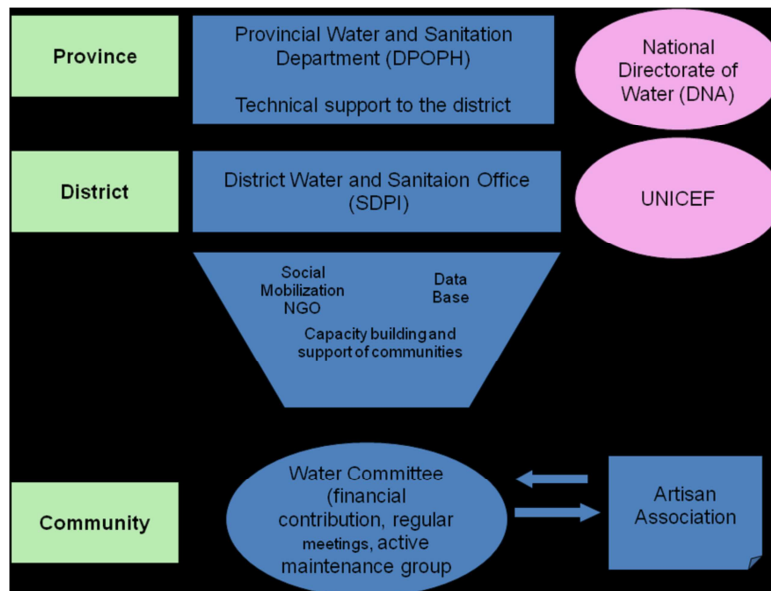 Province
Provincial Water and Sanitation
Department (DPOPH)
Technical support to the district
National
Directorate of
Water (DNA)
District
District Water and Sanitaion Office
(SDPI)
UNICEF
Social
Mobilization
NGO
Data
Base
Capacity building and
support of communities
Community
Water Committee
(financial
contribution, regular
meetings, active
maintenance group
Artisan
Association